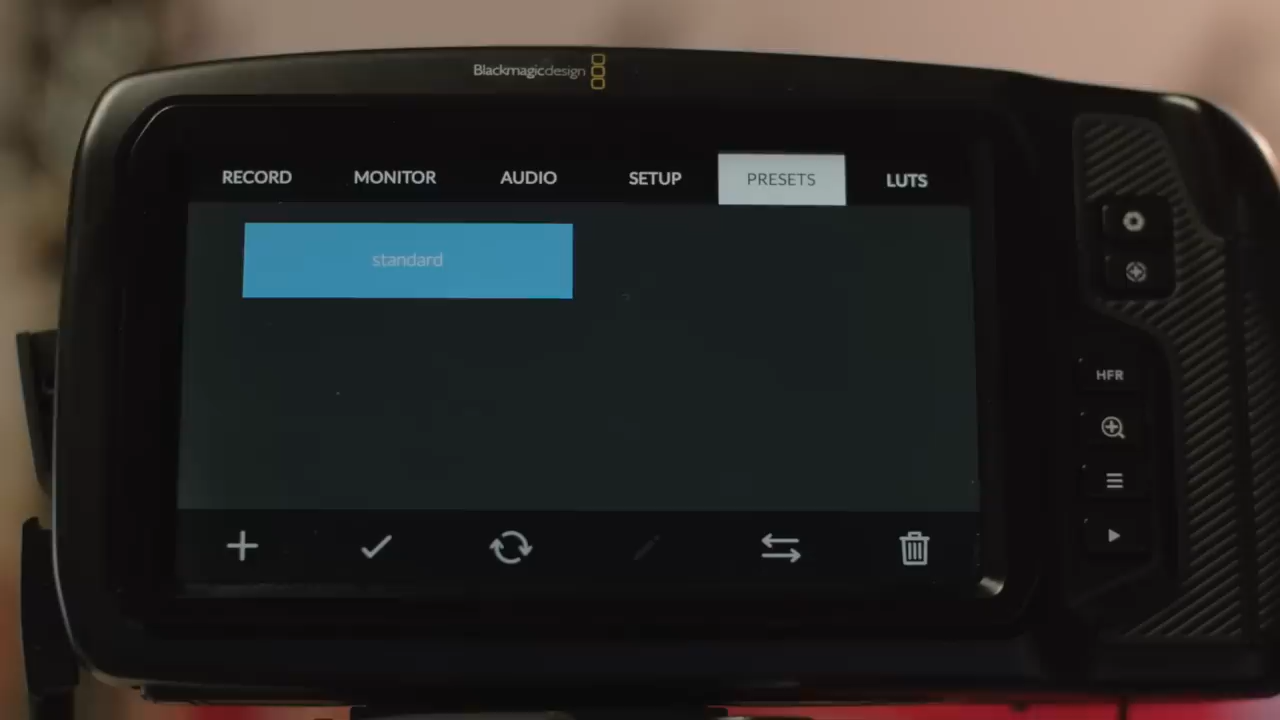 Blackmagicdesign
RECORD MONITOR AUDIO SETUP PRESETS LUTS
standard
HFR